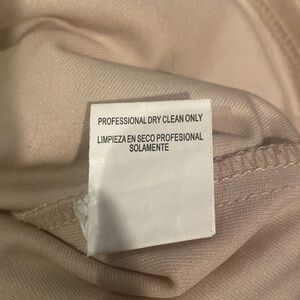 PROFESSIONAL DRY CLEAN ONLY
LIMPIEZA EN SECO PROFESIONAL
SOLAMENTE